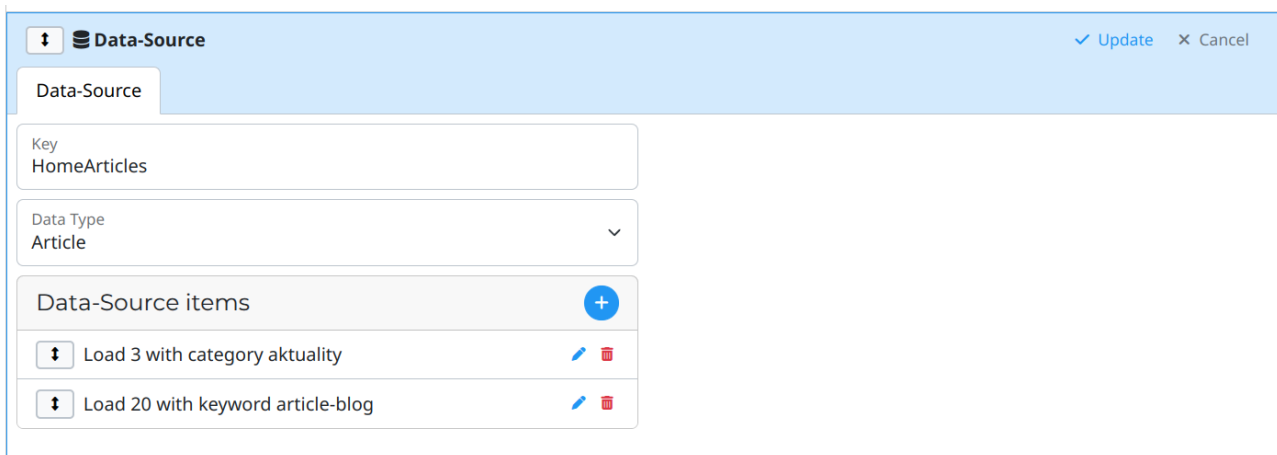 Data-Source
Update
Cancel
Data-Source
Key
HomeArticles
Data Type
Article
Data-Source items
Load 3 with category aktuality
Load 20 with keyword article-blog